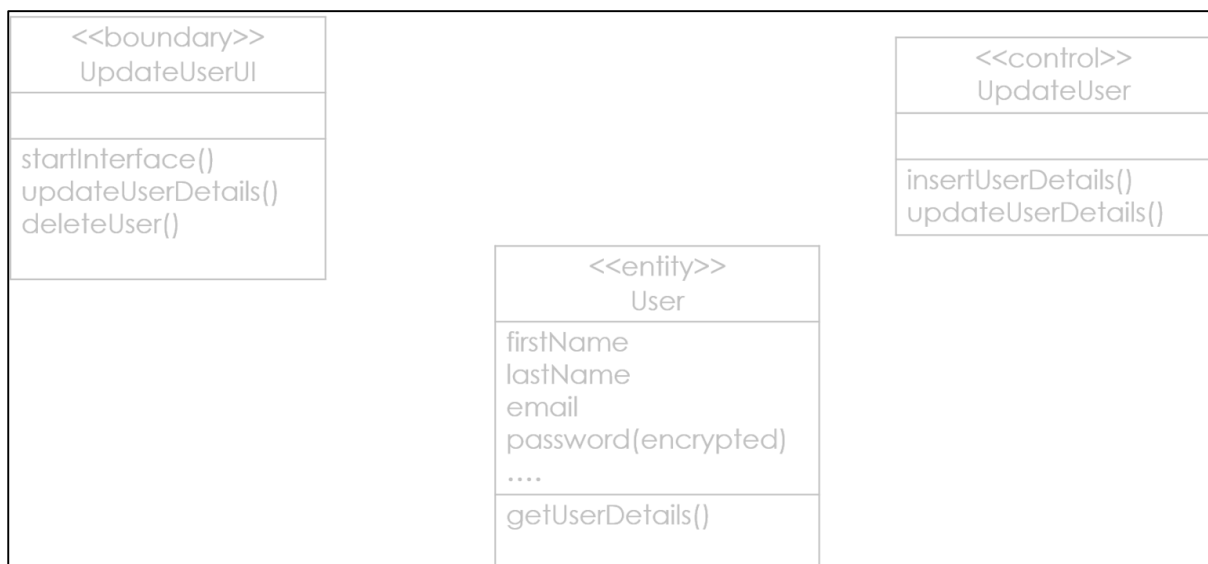 <<boundary>>
UpdateUserUI
startInterface()
updateUserDetails()
deleteUser()
<<control>>
UpdateUser
insertUserDetails()
updateUserDetails()
<<entity>>
User
firstName
lastName
email
password(encrypted)
....
getUserDetails()